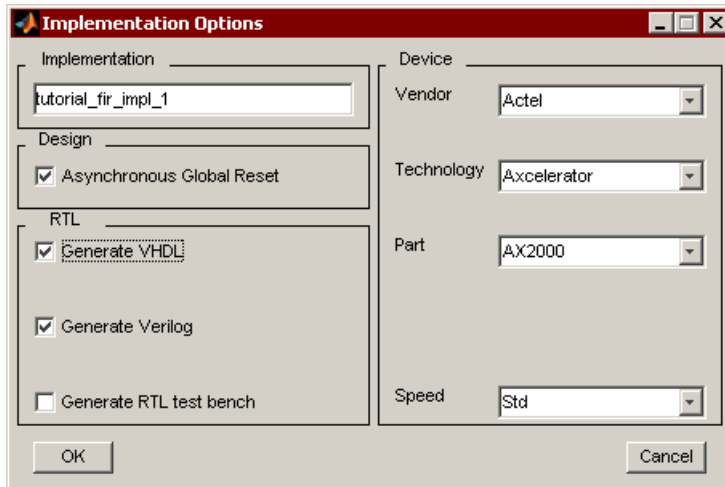 Implementation Options
Implementation
tutorial_fir_impl_1
Design
Asynchronous Global Reset
RTL
Generate VHDL
Generate Verilog
Generate RTL test bench
Device
Vendor Actel
Technology Axcelerator
Part AX2000
Speed Std
OK Cancel